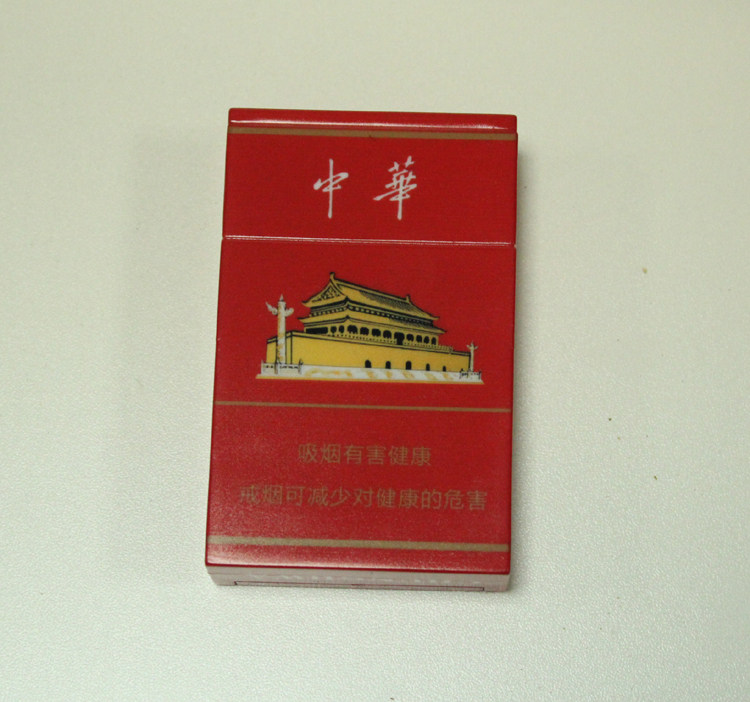 中華
吸烟有害健康
戒烟可减少对健康的危害